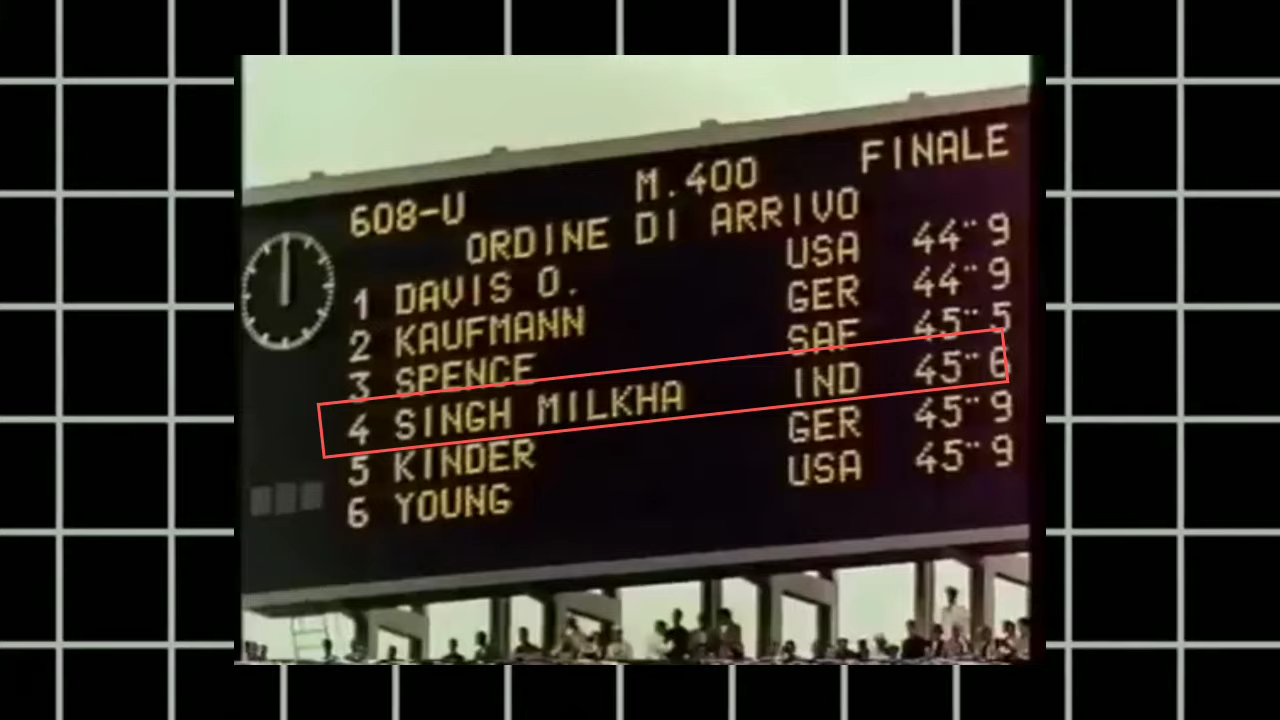 608-U M.400 FINALE
ORDINE DI ARRIVO
1 DAVIS O. USA 44"9
2 KAUFMANN GER 44"9
3 SPENCE SAF 45"5
4 SINGH MILKHA IND 45"6
5 KINDER GER 45"9
6 YOUNG USA 45"9